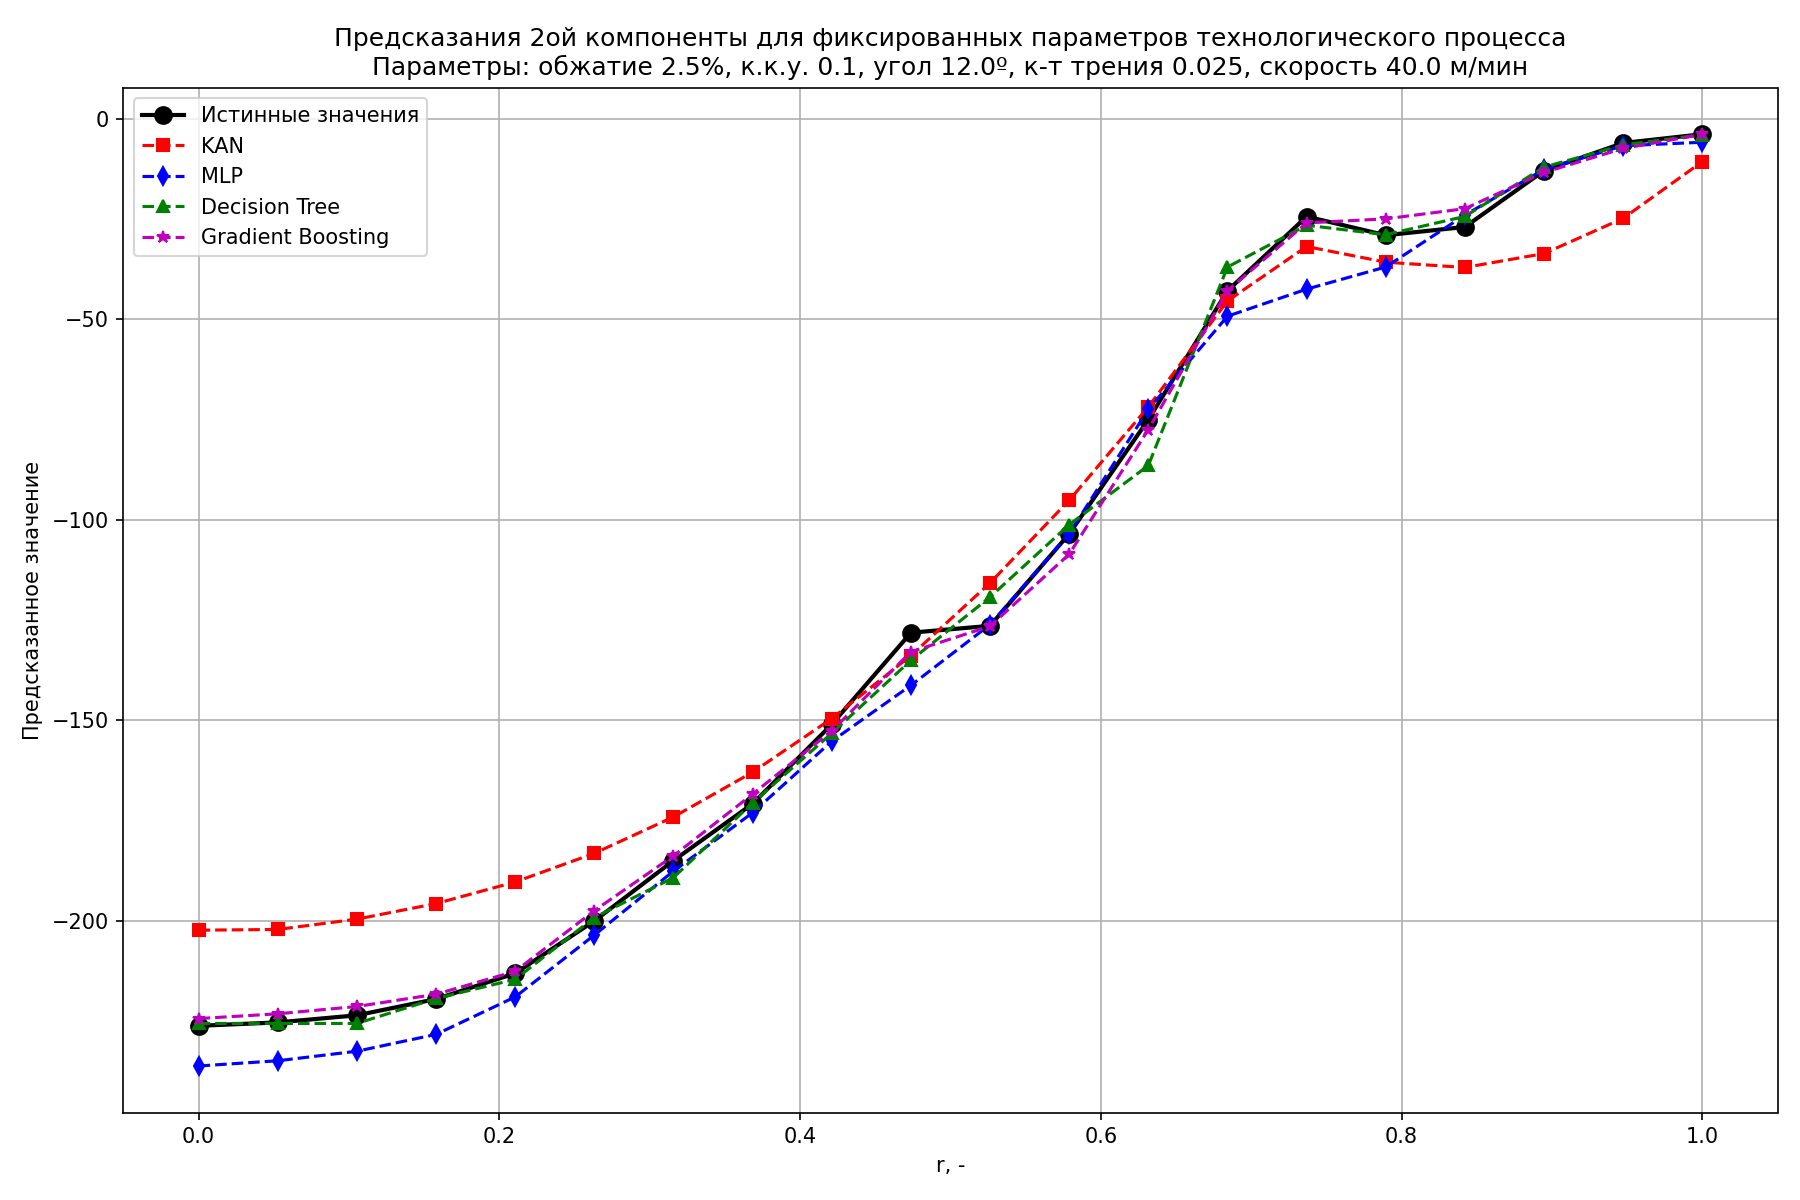 Предсказания 2ой компоненты для фиксированных параметров технологического процесса
Параметры: обжатие 2.5%, к.к.у. 0.1, угол 12.0º, к-т трения 0.025, скорость 40.0 м/мин
Истинные значения
KAN
MLP
Decision Tree
Gradient Boosting
Предсказанное значение
0
−50
−100
−150
−200
0.0
0.2
0.4
0.6
0.8
1.0
r, -